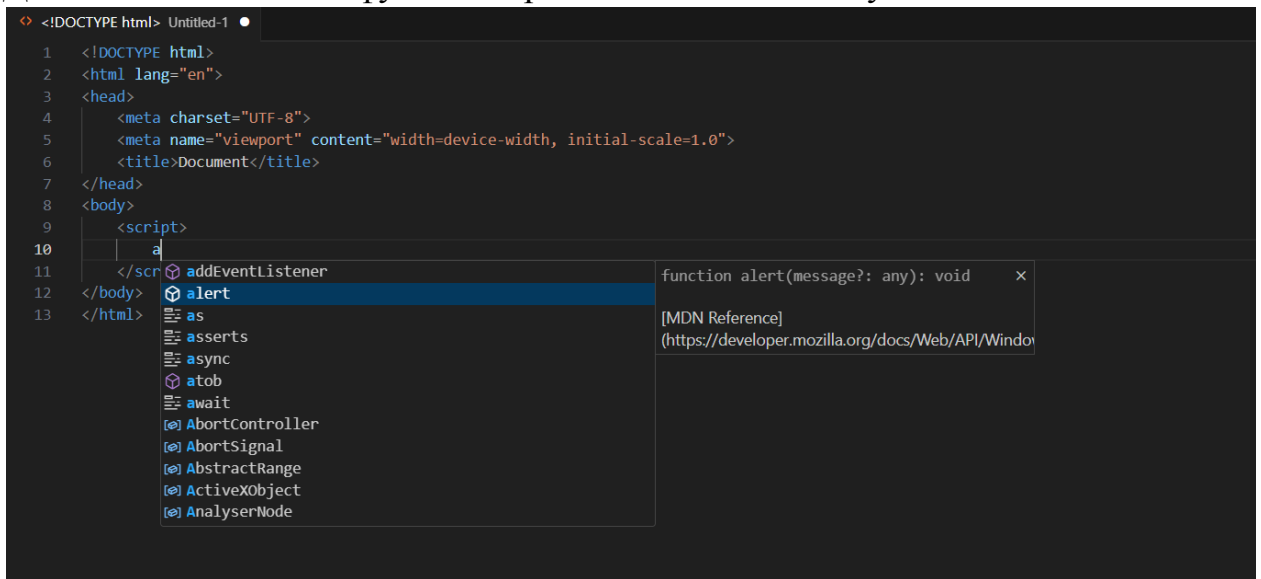 <!DOCTYPE html> Untitled-1
1 <!DOCTYPE html>
2 <html lang="en">
3 <head>
4 <meta charset="UTF-8">
5 <meta name="viewport" content="width=device-width, initial-scale=1.0">
6 <title>Document</title>
7 </head>
8 <body>
9 <script>
10 a
11 </scr
12 </body>
13 </html>
addEventListener
alert
as
asserts
async
atob
await
AbortController
AbortSignal
AbstractRange
ActiveXObject
AnalyserNode
function alert(message?: any): void
[MDN Reference]
(https://developer.mozilla.org/docs/Web/API/Windo